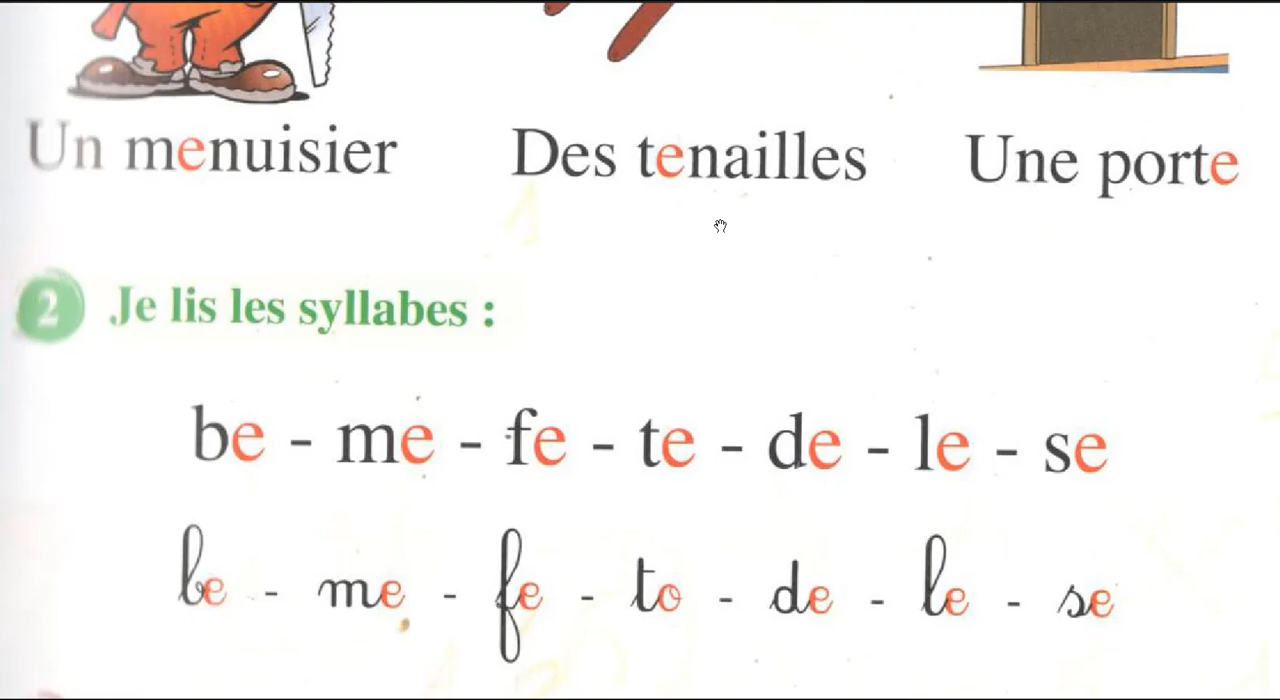 Un menuisier Des tenailles Une porte
2 Je lis les syllabes :
be - me - fe - te - de - le - se
be - me - fe - to - de - le - se